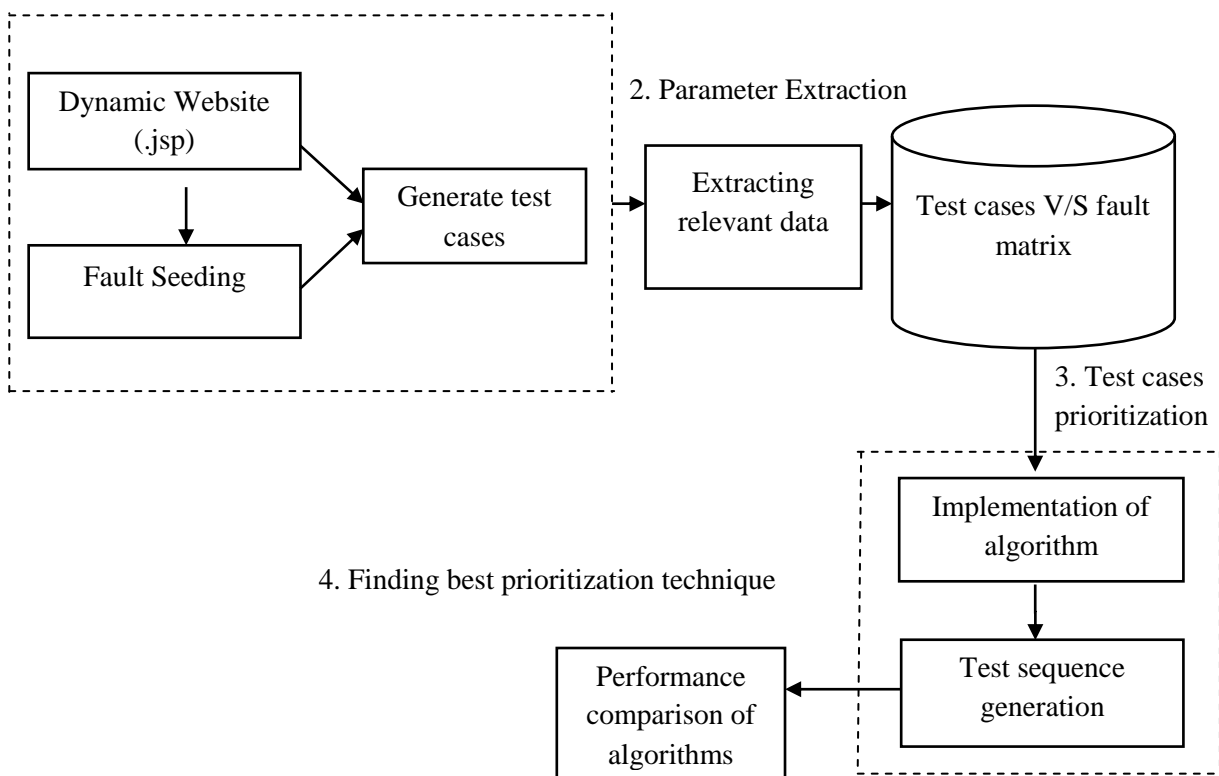 Dynamic Website
(.jsp)
Fault Seeding
Generate test
cases
2. Parameter Extraction
Extracting
relevant data
Test cases V/S fault
matrix
3. Test cases
prioritization
Implementation of
algorithm
Test sequence
generation
4. Finding best prioritization technique
Performance
comparison of
algorithms